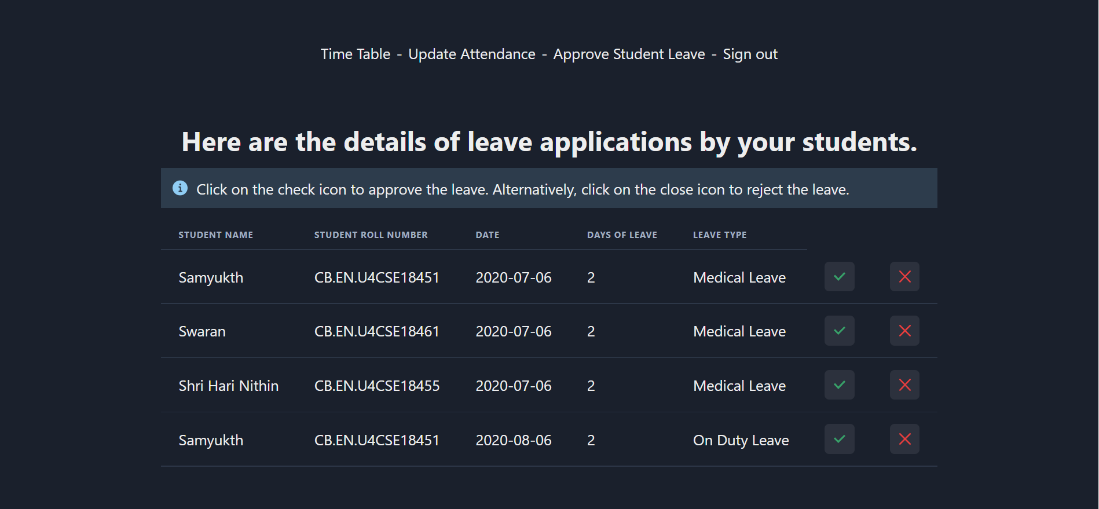 Time Table - Update Attendance - Approve Student Leave - Sign out
Here are the details of leave applications by your students.
Click on the check icon to approve the leave. Alternatively, click on the close icon to reject the leave.
STUDENT NAME STUDENT ROLL NUMBER DATE DAYS OF LEAVE LEAVE TYPE
Samyukth CB.EN.U4CSE18451 2020-07-06 2 Medical Leave
Swaran CB.EN.U4CSE18461 2020-07-06 2 Medical Leave
Shri Hari Nithin CB.EN.U4CSE18455 2020-07-06 2 Medical Leave
Samyukth CB.EN.U4CSE18451 2020-08-06 2 On Duty Leave